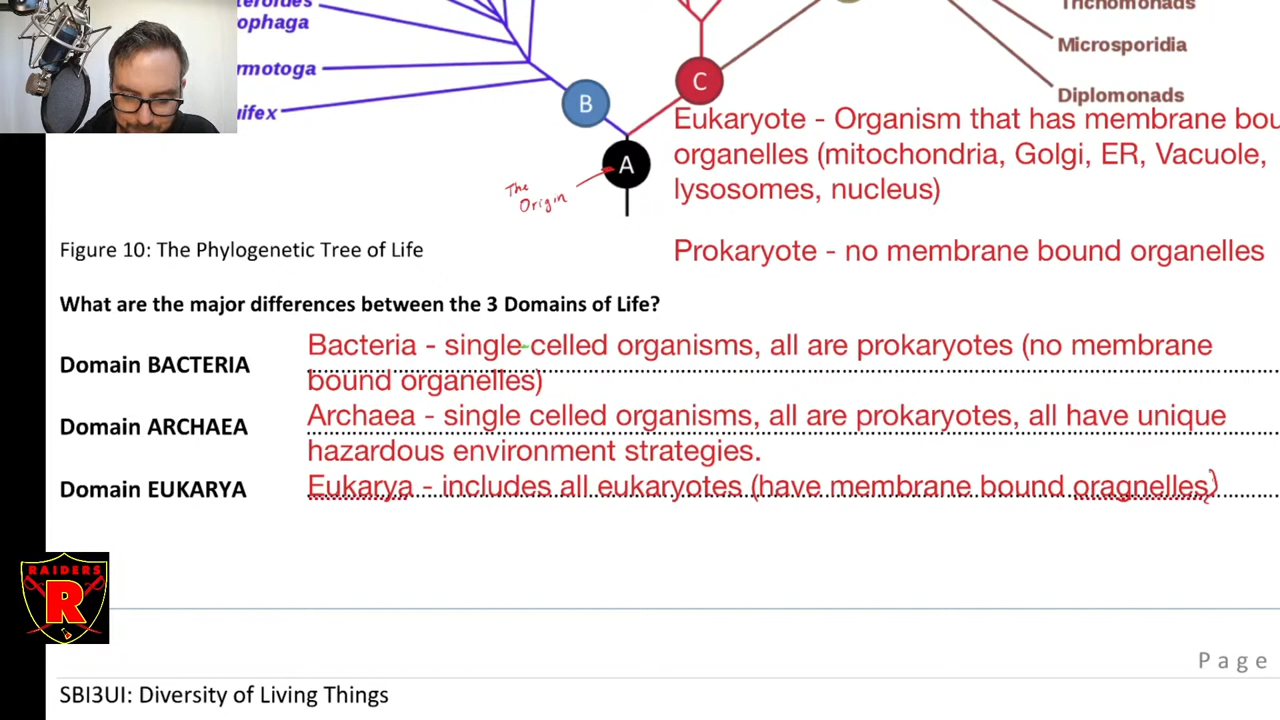 teroides
ophaga
rmotoga
uifex
Trichomonads
Microsporidia
Diplomonads
C
B
A
The
Origin
Eukaryote - Organism that has membrane bou
organelles (mitochondria, Golgi, ER, Vacuole,
lysosomes, nucleus)
Figure 10: The Phylogenetic Tree of Life
Prokaryote - no membrane bound organelles
What are the major differences between the 3 Domains of Life?
Domain BACTERIA
Bacteria - single-celled organisms, all are prokaryotes (no membrane
bound organelles)
Domain ARCHAEA
Archaea - single celled organisms, all are prokaryotes, all have unique
hazardous environment strategies.
Domain EUKARYA
Eukarya - includes all eukaryotes (have membrane bound oragnelles)
RAIDERS
R
Page
SBI3UI: Diversity of Living Things